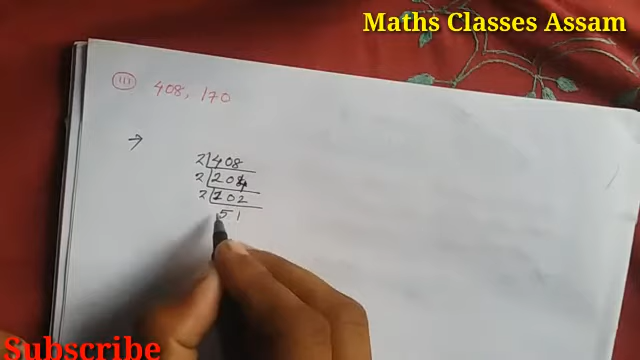 Maths Classes Assam
(iii) 408, 170
→
2 | 408
2 | 204
2 | 102
51
Subscribe